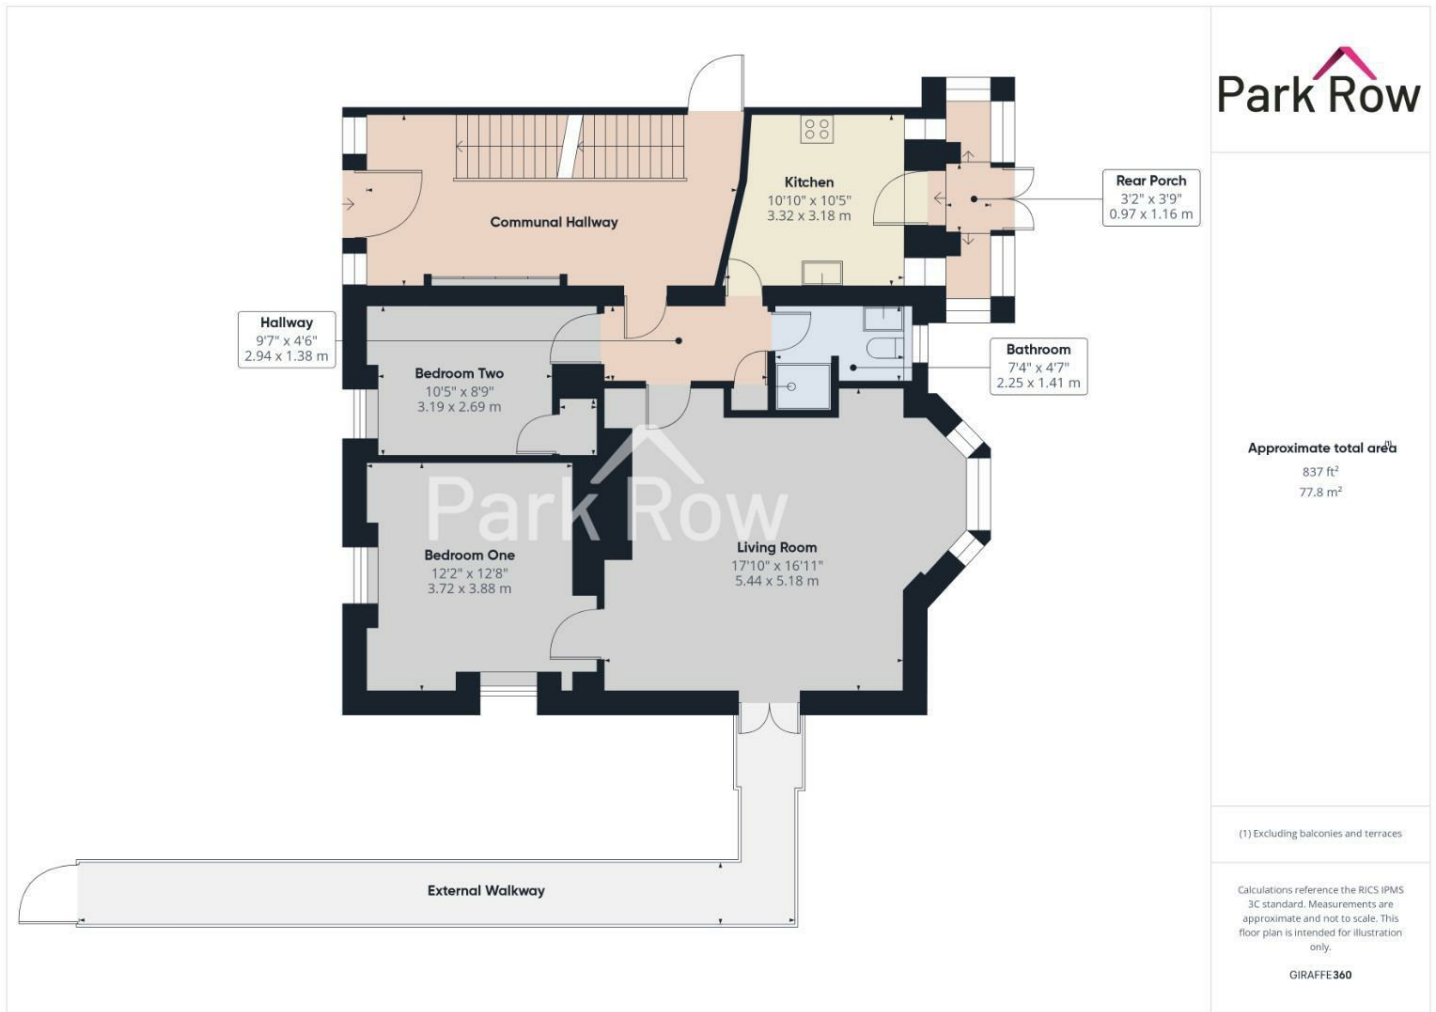 Park Row
Kitchen
10'10" x 10'5"
3.32 x 3.18 m
Rear Porch
3'2" x 3'9"
0.97 x 1.16 m
Communal Hallway
Hallway
9'7" x 4'6"
2.94 x 1.38 m
Bathroom
7'4" x 4'7"
2.25 x 1.41 m
Bedroom Two
10'5" x 8'9"
3.19 x 2.69 m
Park Row
Bedroom One
12'2" x 12'8"
3.72 x 3.88 m
Living Room
17'10" x 16'11"
5.44 x 5.18 m
External Walkway
Approximate total area(1)
837 ft²
77.8 m²
(1) Excluding balconies and terraces
Calculations reference the RICS IPMS
3C standard. Measurements are
approximate and not to scale. This
floor plan is intended for illustration
only.
GIRAFFE360